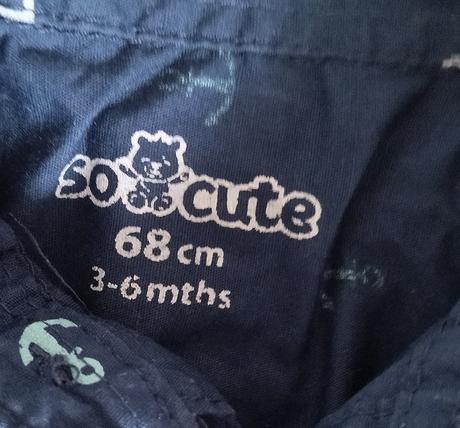 so cute
68 cm
3-6 mths